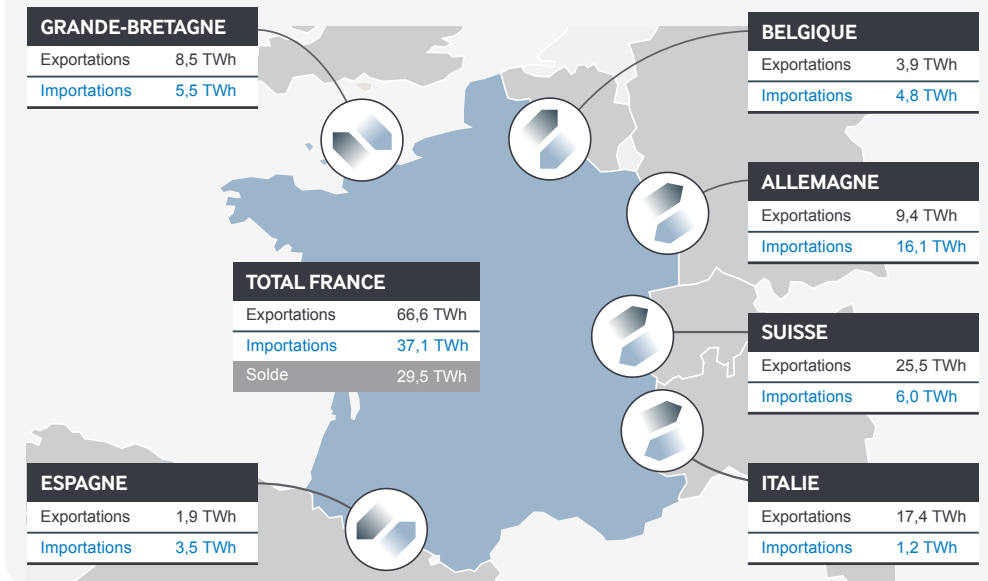 GRANDE-BRETAGNE
Exportations 8,5 TWh
Importations 5,5 TWh
BELGIQUE
Exportations 3,9 TWh
Importations 4,8 TWh
ALLEMAGNE
Exportations 9,4 TWh
Importations 16,1 TWh
TOTAL FRANCE
Exportations 66,6 TWh
Importations 37,1 TWh
Solde 29,5 TWh
SUISSE
Exportations 25,5 TWh
Importations 6,0 TWh
ESPAGNE
Exportations 1,9 TWh
Importations 3,5 TWh
ITALIE
Exportations 17,4 TWh
Importations 1,2 TWh